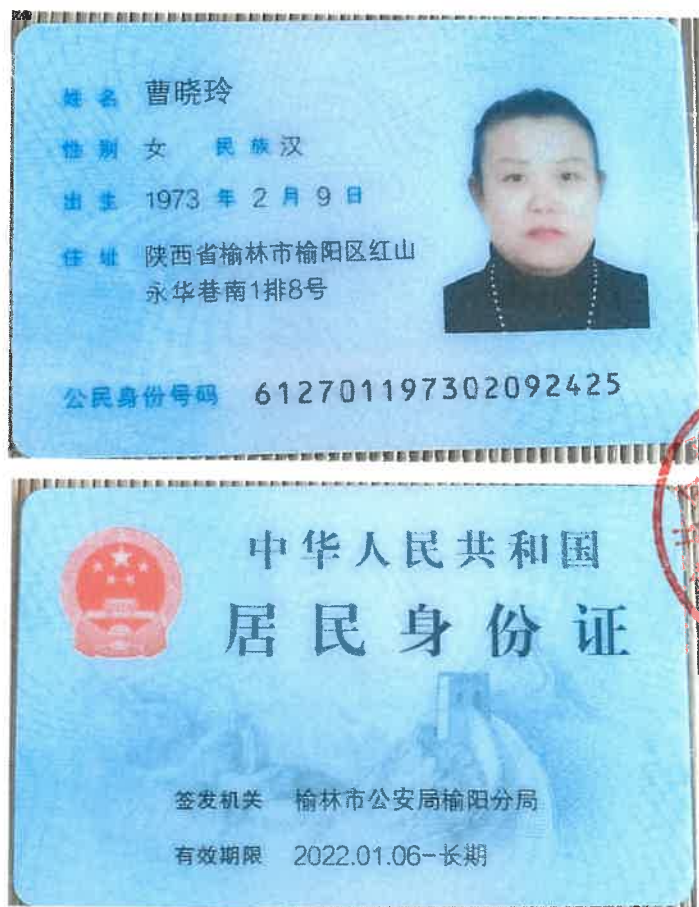 姓名 曹晓玲
性别 女 民族 汉
出生 1973 年 2 月 9 日
住址 陕西省榆林市榆阳区红山
永华巷南1排8号
公民身份号码 612701197302092425
中华人民共和国
居民身份证
签发机关 榆林市公安局榆阳分局
有效期限 2022.01.06-长期